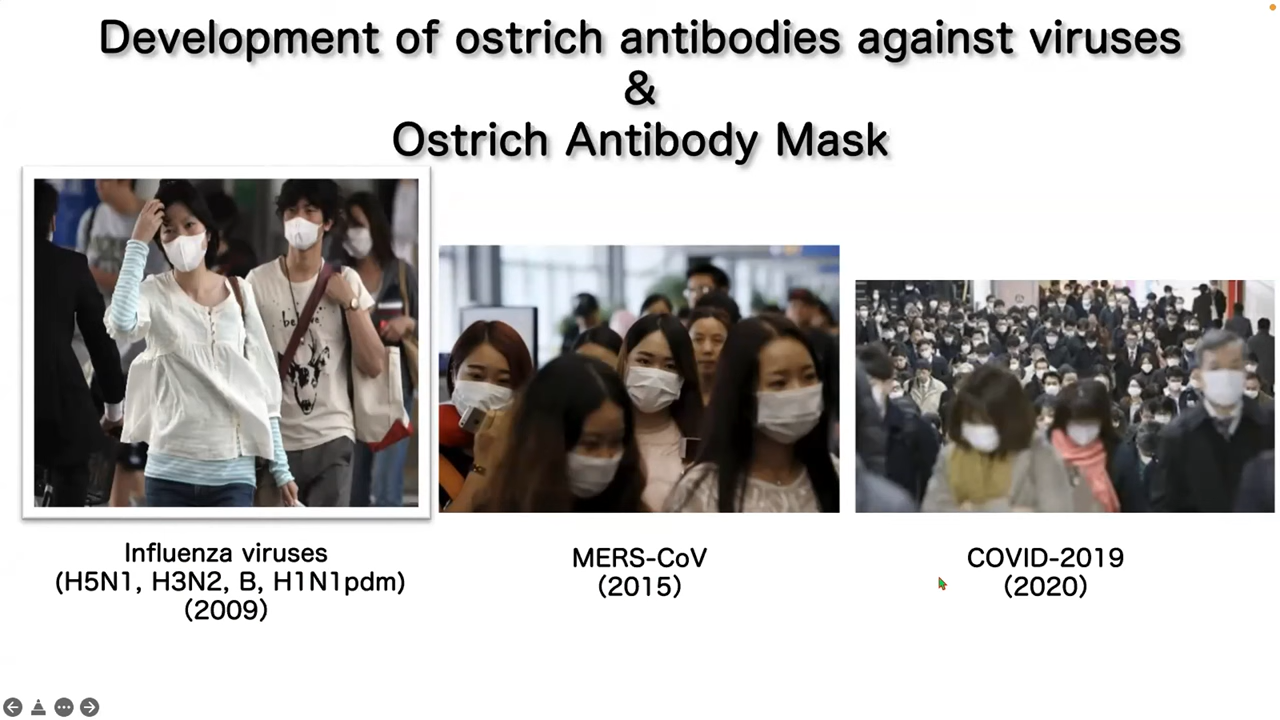 Development of ostrich antibodies against viruses
&
Ostrich Antibody Mask
Influenza viruses
(H5N1, H3N2, B, H1N1pdm)
(2009)
MERS-CoV
(2015)
COVID-2019
(2020)